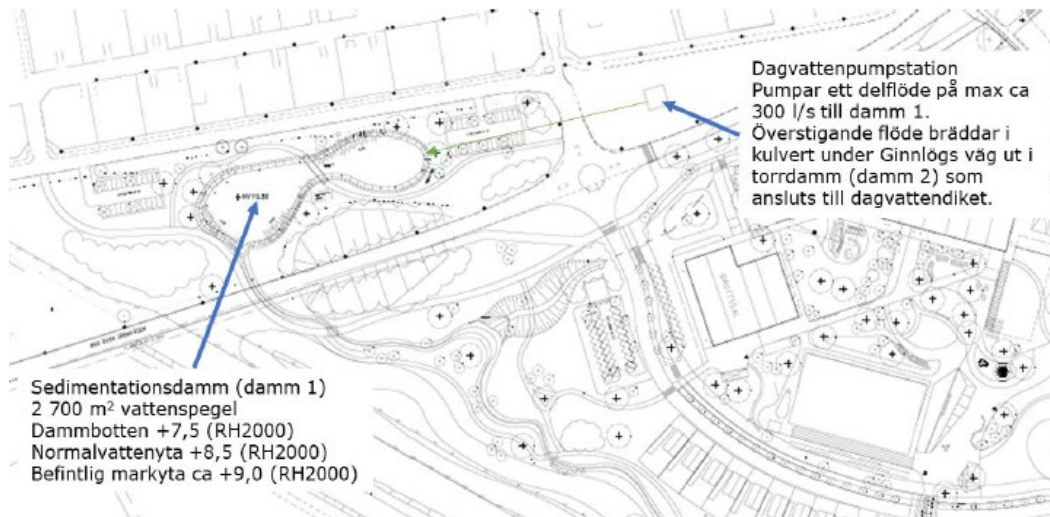 Dagvattenpumpstation
Pumpar ett delflöde på max ca
300 l/s till damm 1.
Överstigande flöde bräddar i
kulvert under Ginnlögs väg ut i
torrdamm (damm 2) som
ansluts till dagvattendiket.
Sedimentationsdamm (damm 1)
2 700 m² vattenspegel
Dammbotten +7,5 (RH2000)
Normalvattenyta +8,5 (RH2000)
Befintlig markyta ca +9,0 (RH2000)